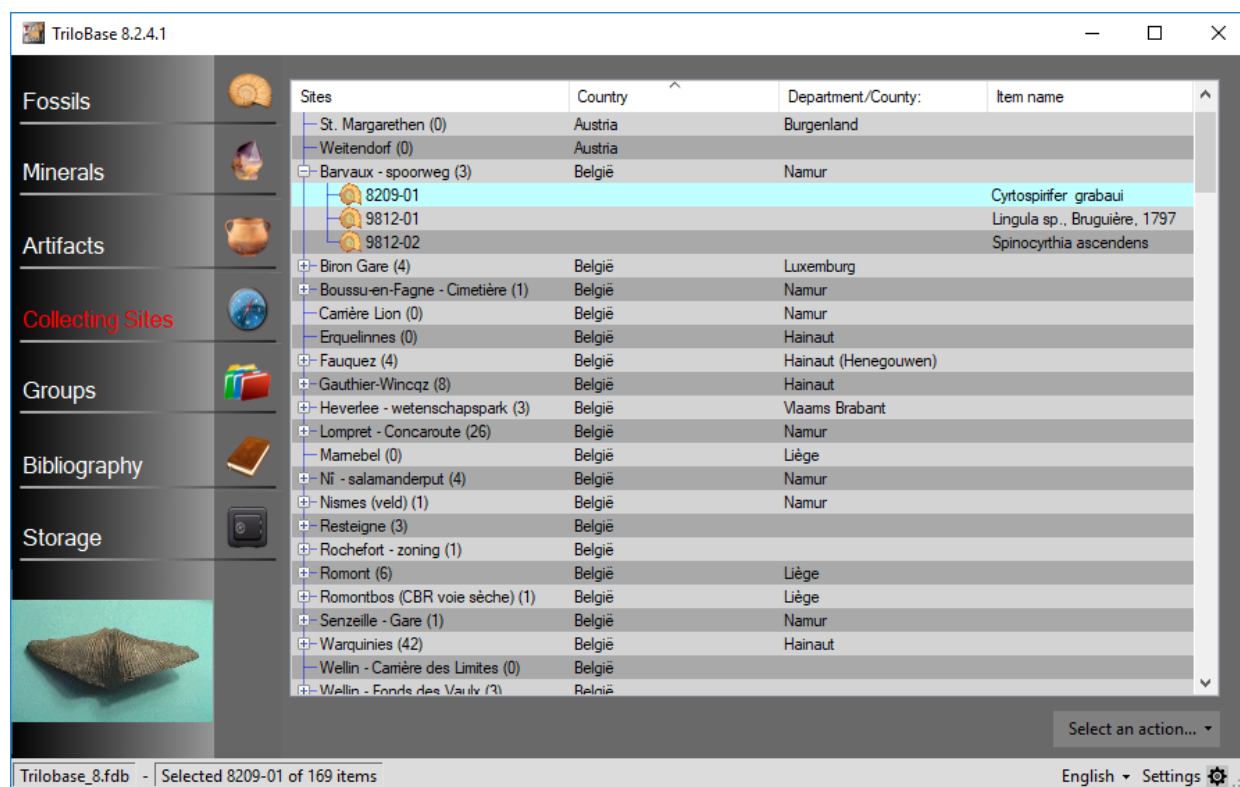 TriloBase 8.2.4.1
Fossils
Minerals
Artifacts
Collecting Sites
Groups
Bibliography
Storage
Sites Country Department/County: Item name
St. Margarethen (0) Austria Burgenland
Weitendorf (0) Austria
Barvaux - spoorweg (3) België Namur
8209-01 Cyrtospirifer grabaui
9812-01 Lingula sp., Bruguière, 1797
9812-02 Spinocyrthia ascendens
Biron Gare (4) België Luxemburg
Boussu-en-Fagne - Cimetière (1) België Namur
Carrière Lion (0) België Namur
Erquelinnes (0) België Hainaut
Fauquez (4) België Hainaut (Henegouwen)
Gauthier-Wincqz (8) België Hainaut
Heverlee - wetenschapspark (3) België Vlaams Brabant
Lompret - Concaroute (26) België Namur
Marnebel (0) België Liège
Nî - salamanderput (4) België Namur
Nismes (veld) (1) België Namur
Resteigne (3) België
Rochefort - zoning (1) België
Romont (6) België Liège
Romontbos (CBR voie sèche) (1) België Liège
Senzeille - Gare (1) België Namur
Warquinies (42) België Hainaut
Wellin - Carrière des Limites (0) België
Wellin - Fonds des Vaulx (3) België
Select an action...
Trilobase_8.fdb - Selected 8209-01 of 169 items English Settings